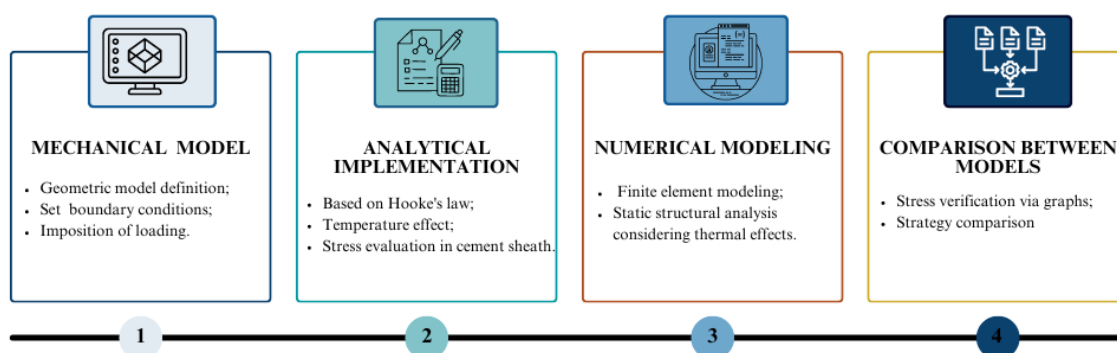 MECHANICAL MODEL
• Geometric model definition;
• Set boundary conditions;
• Imposition of loading.
ANALYTICAL
IMPLEMENTATION
• Based on Hooke's law;
• Temperature effect;
• Stress evaluation in cement sheath.
NUMERICAL MODELING
• Finite element modeling;
• Static structural analysis
considering thermal effects.
COMPARISON BETWEEN
MODELS
• Stress verification via graphs;
• Strategy comparison
1
2
3
4